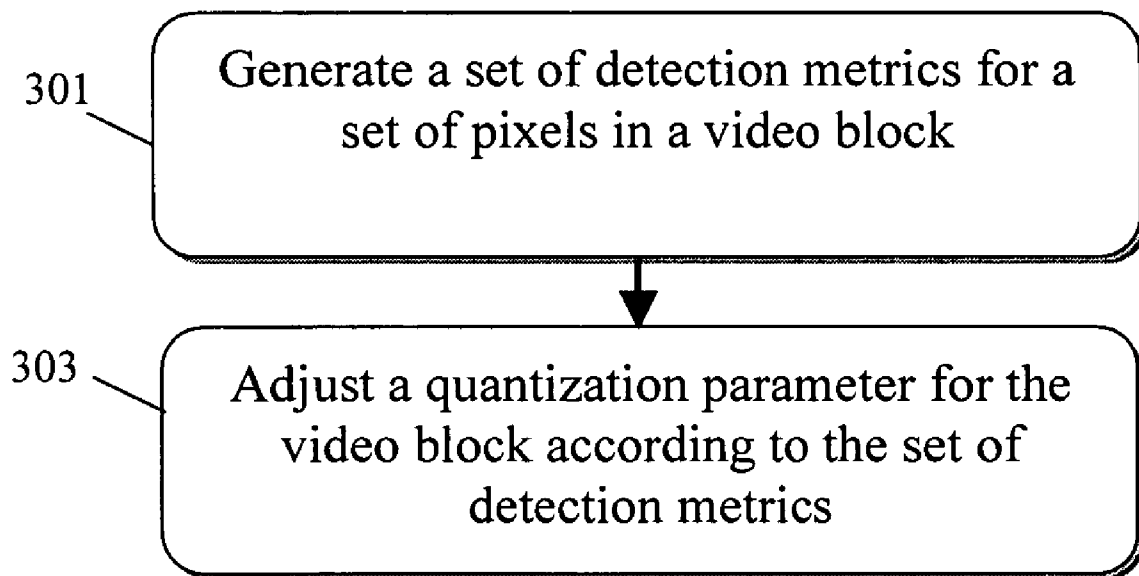 301
Generate a set of detection metrics for a
set of pixels in a video block
303
Adjust a quantization parameter for the
video block according to the set of
detection metrics